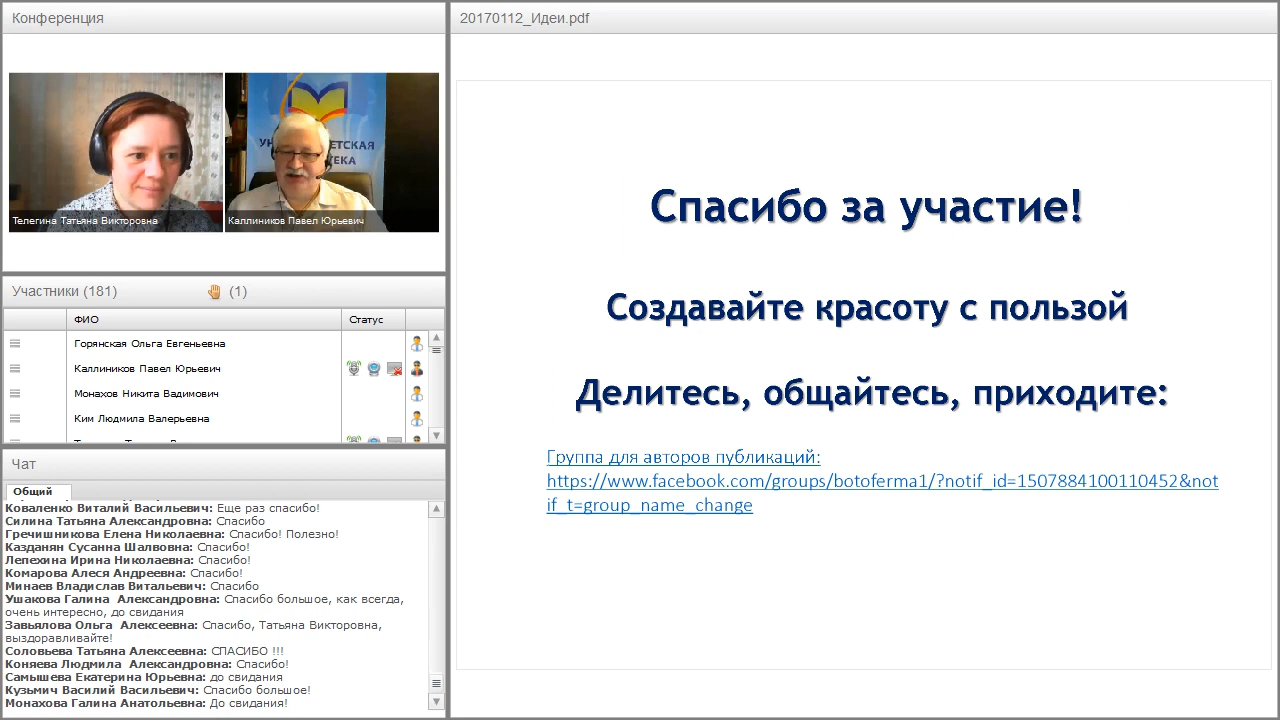 Конференция
Телегина Татьяна Викторовна
Каллиников Павел Юрьевич
Участники (181)
(1)
ФИО
Статус
Горянская Ольга Евгеньевна
Каллиников Павел Юрьевич
Монахов Никита Вадимович
Ким Людмила Валерьевна
Чат
Общий
Коваленко Виталий Васильевич: Еще раз спасибо!
Силина Татьяна Александровна: Спасибо
Гречишникова Елена Николаевна: Спасибо! Полезно!
Казданян Сусанна Шалвовна: Спасибо!
Лепехина Ирина Николаевна: Спасибо!
Комарова Алеся Андреевна: Спасибо!
Минаев Владислав Витальевич: Спасибо
Ушакова Галина Александровна: Спасибо большое, как всегда,
очень интересно, до свидания
Завьялова Ольга Алексеевна: Спасибо, Татьяна Викторовна,
выздоравливайте!
Соловьева Татьяна Алексеевна: СПАСИБО !!!
Коняева Людмила Александровна: Спасибо!
Самышева Екатерина Юрьевна: до свидания
Кузьмич Василий Васильевич: Спасибо большое!
Монахова Галина Анатольевна: До свидания!
20170112_Идеи.pdf
Спасибо за участие!
Создавайте красоту с пользой
Делитесь, общайтесь, приходите:
Группа для авторов публикаций:
https://www.facebook.com/groups/botoferma1/?notif_id=1507884100110452&not
if_t=group_name_change